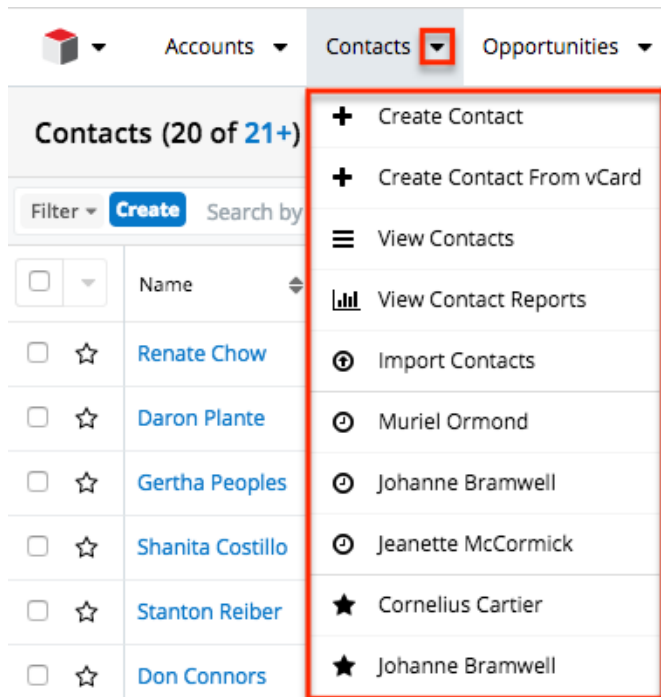 Accounts Contacts Opportunities
Contacts (20 of 21+)
Filter Create Search by
Name
Renate Chow
Daron Plante
Gertha Peoples
Shanita Costillo
Stanton Reiber
Don Connors
Create Contact
Create Contact From vCard
View Contacts
View Contact Reports
Import Contacts
Muriel Ormond
Johanne Bramwell
Jeanette McCormick
Cornelius Cartier
Johanne Bramwell